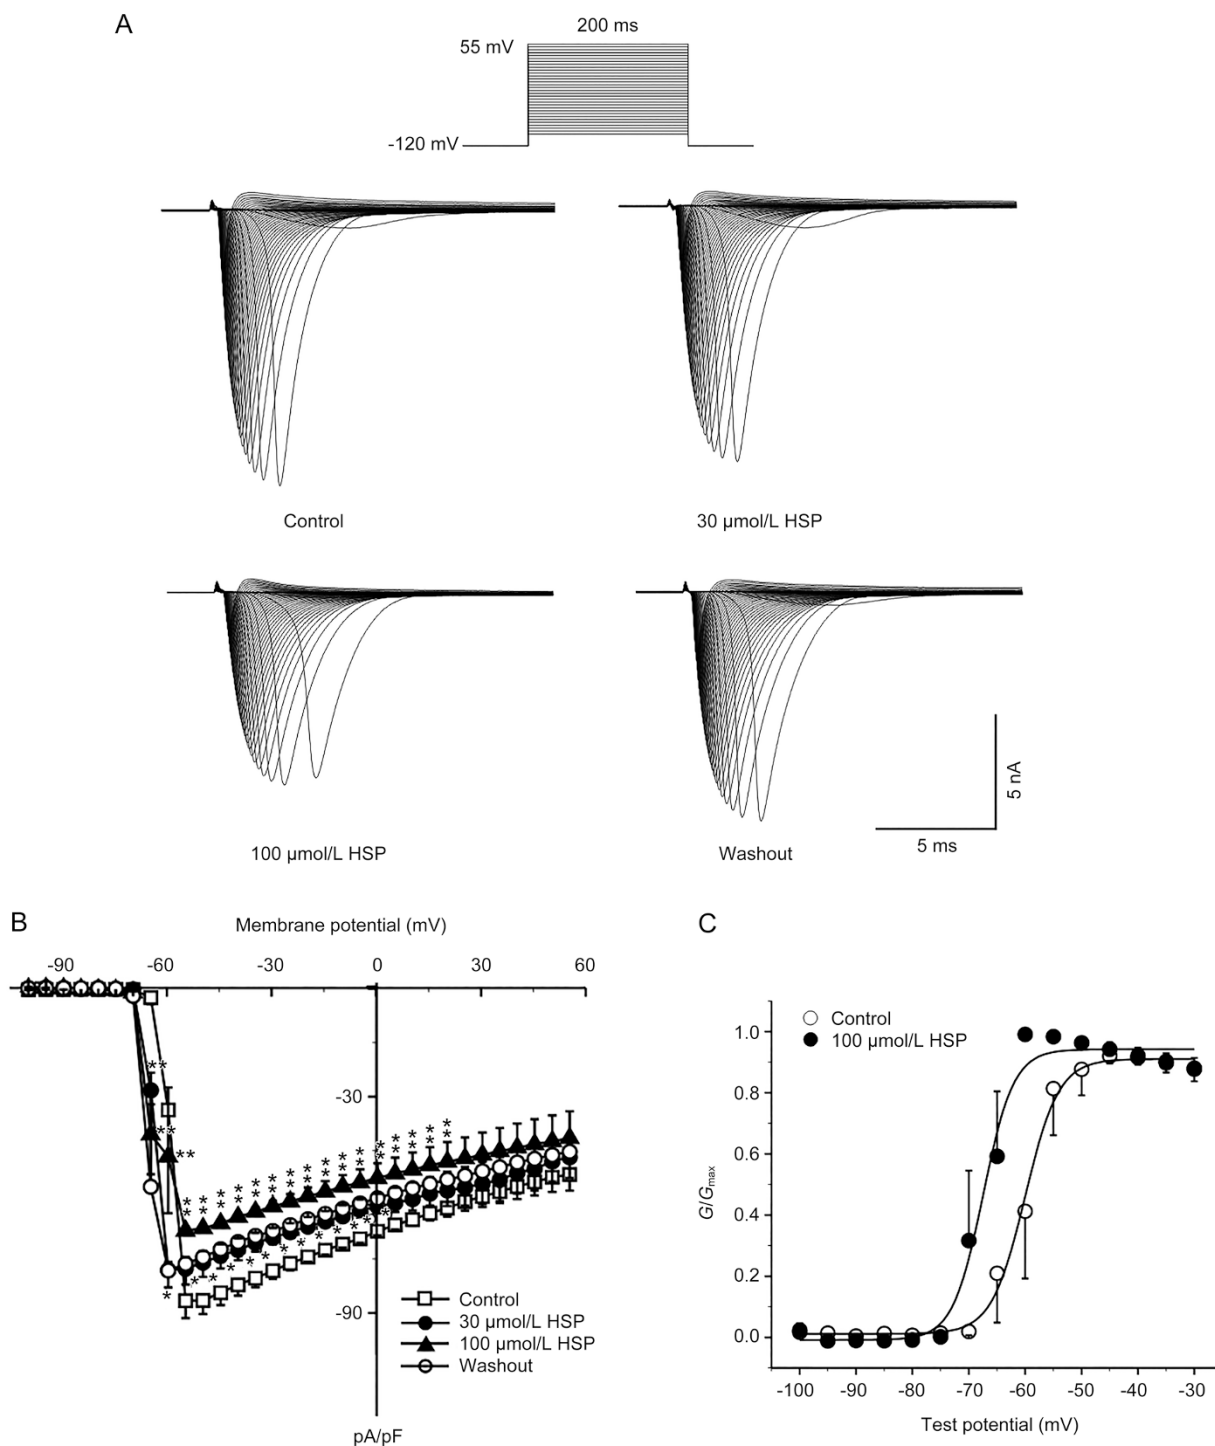 A
200 ms
55 mV
-120 mV
Control
30 µmol/L HSP
100 µmol/L HSP
Washout
5 nA
5 ms
B
Membrane potential (mV)
-90 -60 -30 0 30 60
-30
-90
pA/pF
**
**
**
* * * * * * * * * * * * * * * *
* * * * * * * * * * * * * * * *
* * * * * * * * * * * * *
*
Control
30 µmol/L HSP
100 µmol/L HSP
Washout
C
Control
100 µmol/L HSP
1.0
0.8
0.6
0.4
0.2
0.0
G/Gmax
-100 -90 -80 -70 -60 -50 -40 -30
Test potential (mV)